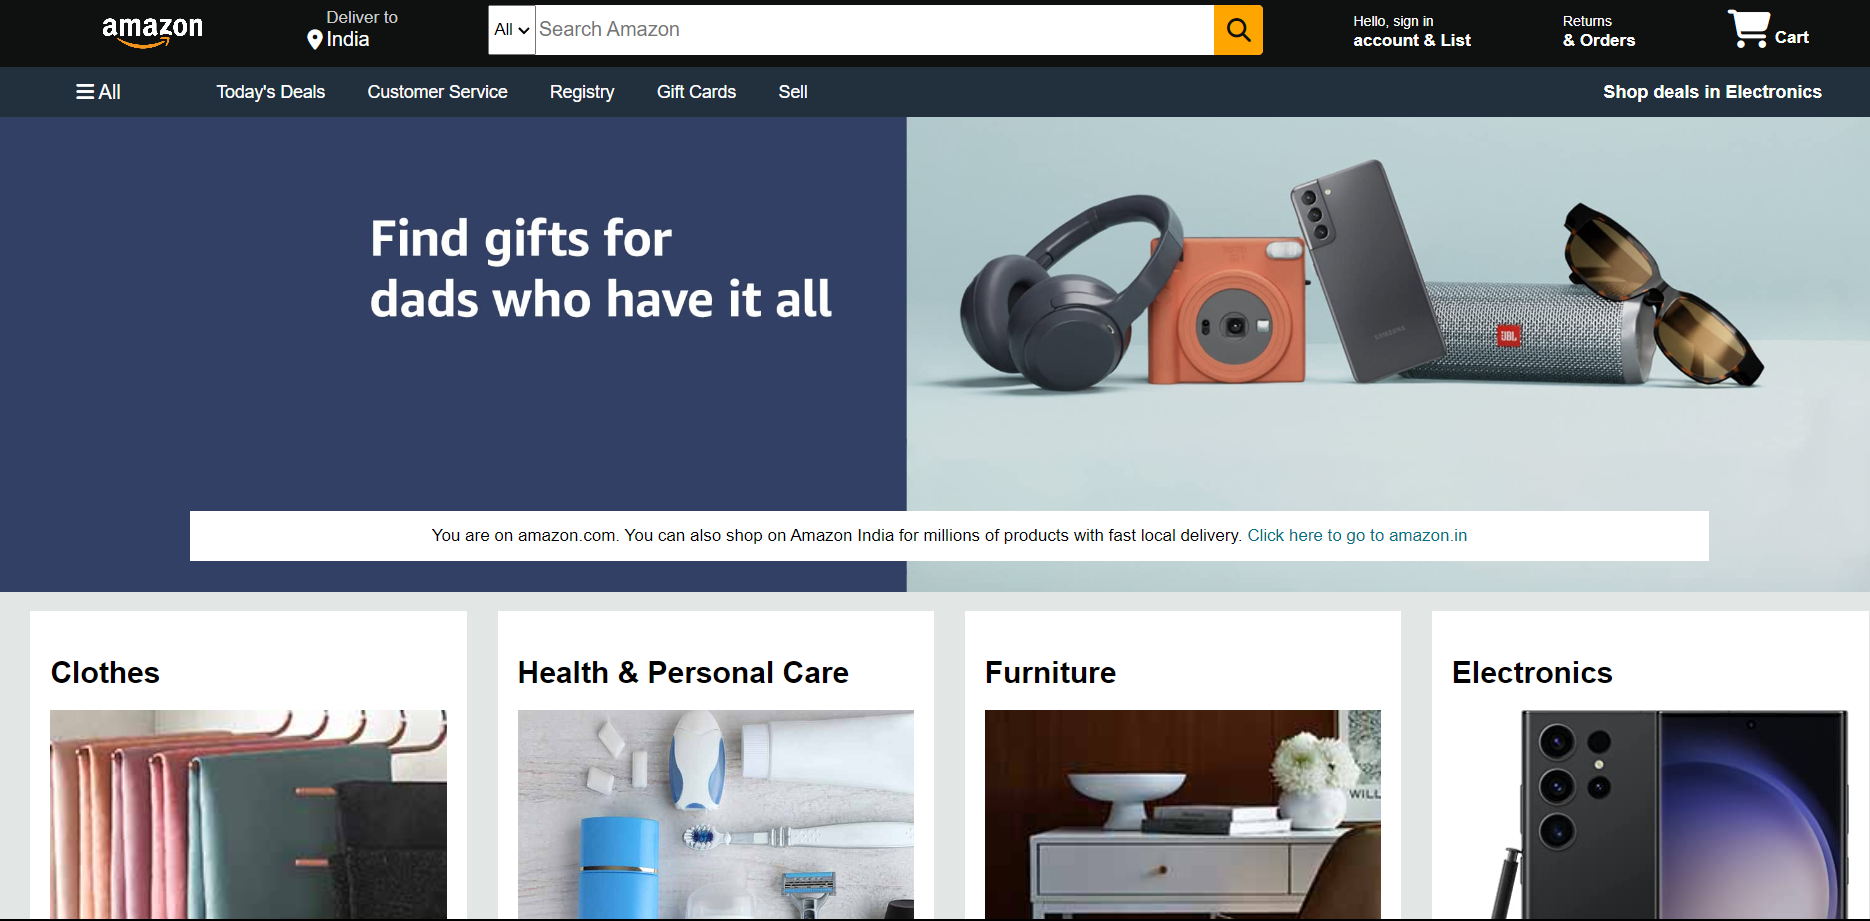 amazon
Deliver to
India
All
Search Amazon
Hello, sign in
account & List
Returns
& Orders
Cart
All
Today's Deals
Customer Service
Registry
Gift Cards
Sell
Shop deals in Electronics
Find gifts for
dads who have it all
SAMSUNG
JBL
You are on amazon.com. You can also shop on Amazon India for millions of products with fast local delivery. Click here to go to amazon.in
Clothes
Health & Personal Care
Furniture
Electronics
WILL